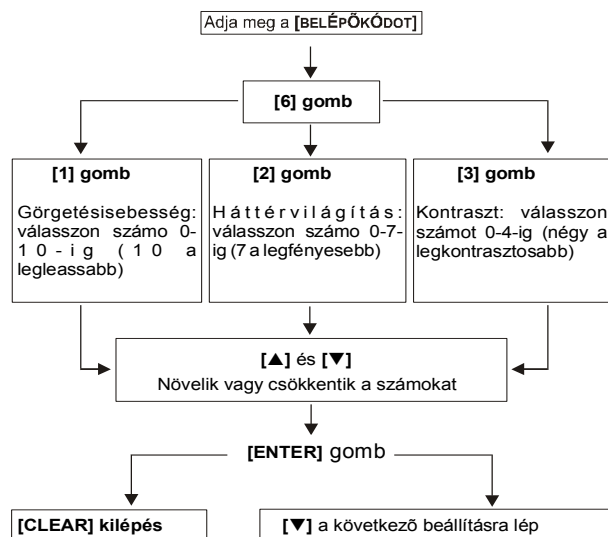 Adja meg a [BELÉPŐKÓDOT]
[6] gomb
[1] gomb
Görgetésisebesség:
válasszon számo 0-
10-ig (10 a
legleassabb)
[2] gomb
Háttérvilágítás:
válasszon számo 0-7-
ig (7 a legfényesebb)
[3] gomb
Kontraszt: válasszon
számot 0-4-ig (négy a
legkontrasztosabb)
[▲] és [▼]
Növelik vagy csökkentik a számokat
[ENTER] gomb
[CLEAR] kilépés
[▼] a következõ beállításra lép